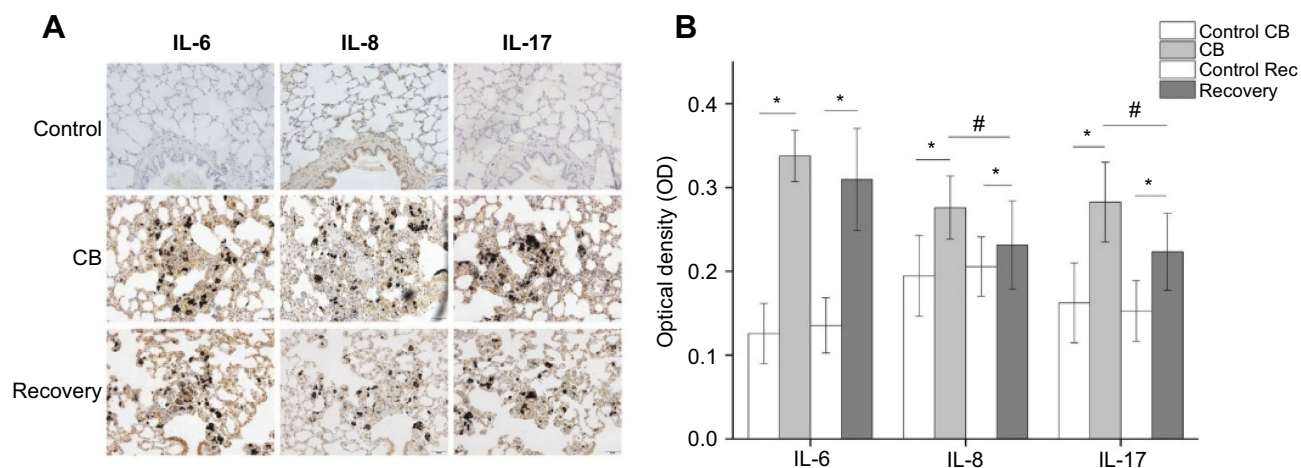 A
IL-6
IL-8
IL-17
Control
CB
Recovery
B
Control CB
CB
Control Rec
Recovery
Optical density (OD)
0.4
0.3
0.2
0.1
0.0
*
*
*
#
*
*
#
*
IL-6
IL-8
IL-17